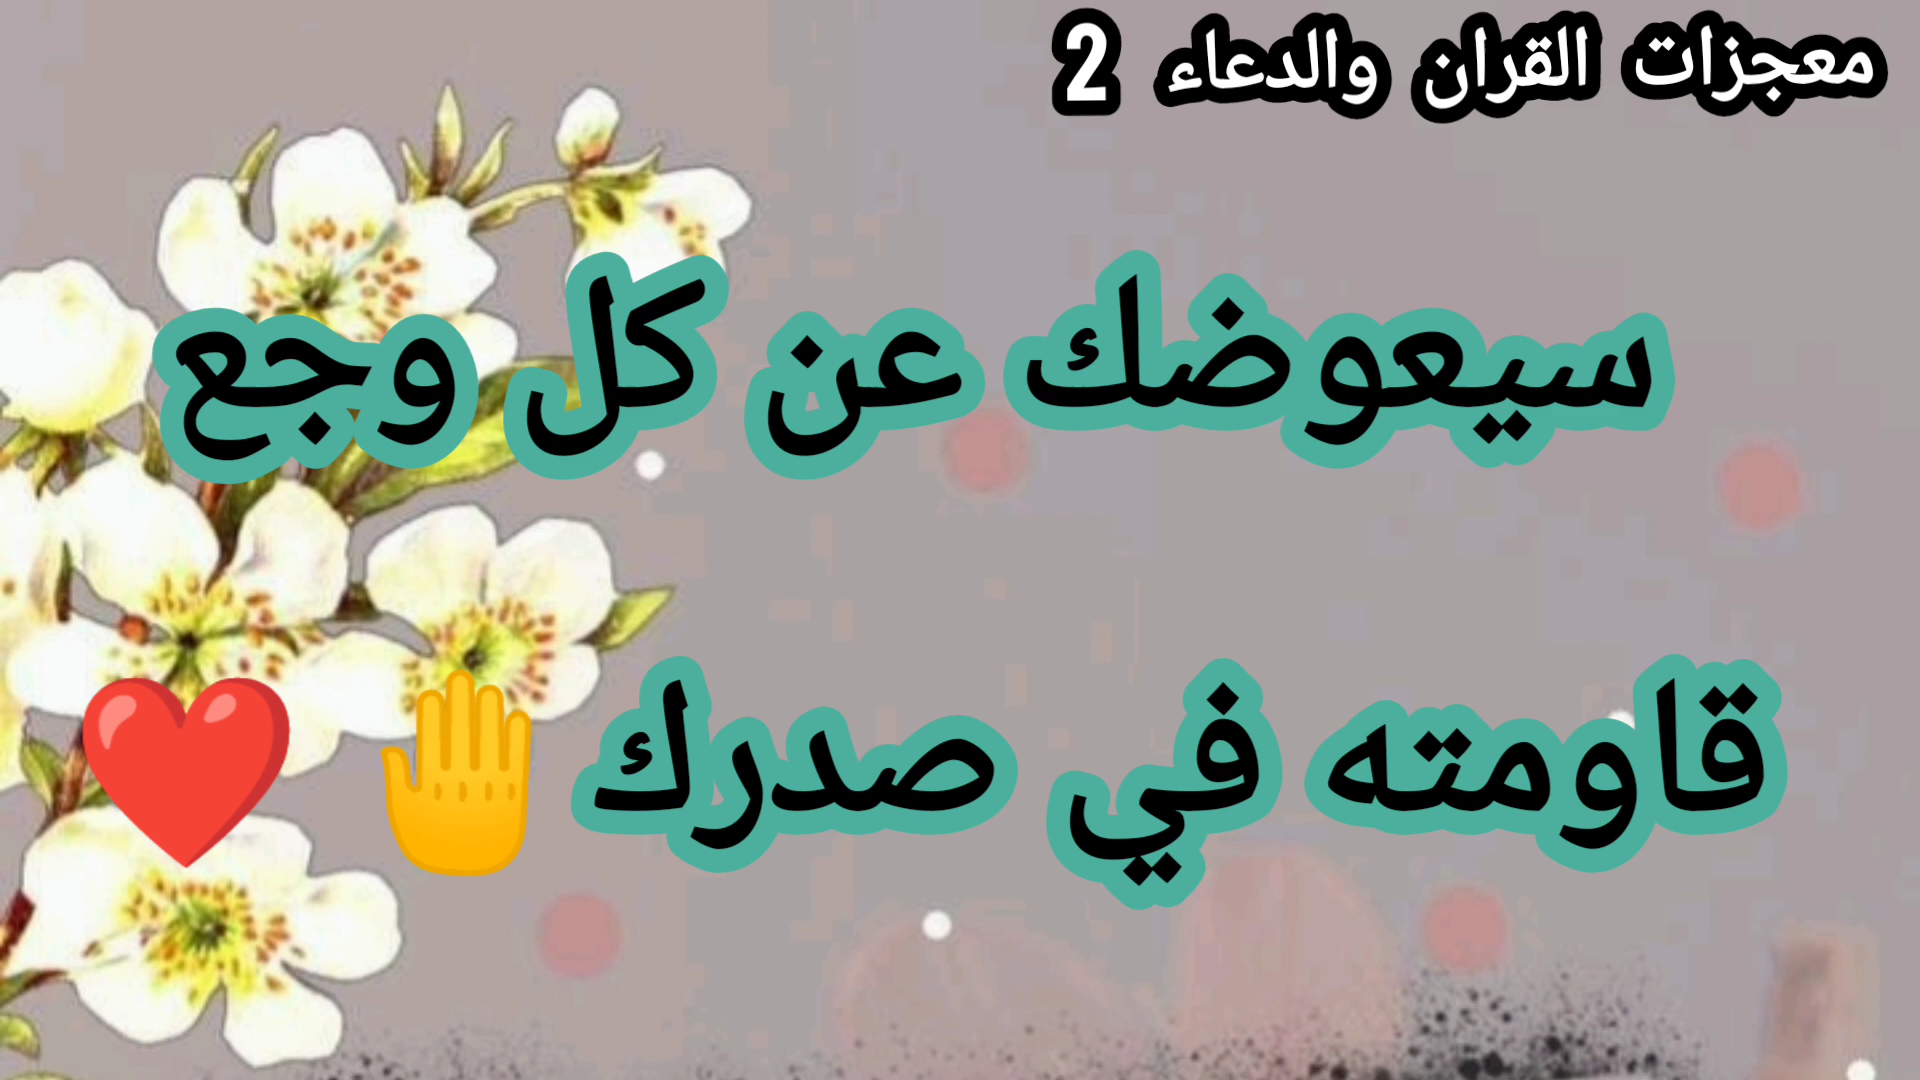 معجزات القران والدعاء 2
سيعوضك عن كل وجع
قاومته في صدرك🤚❤️